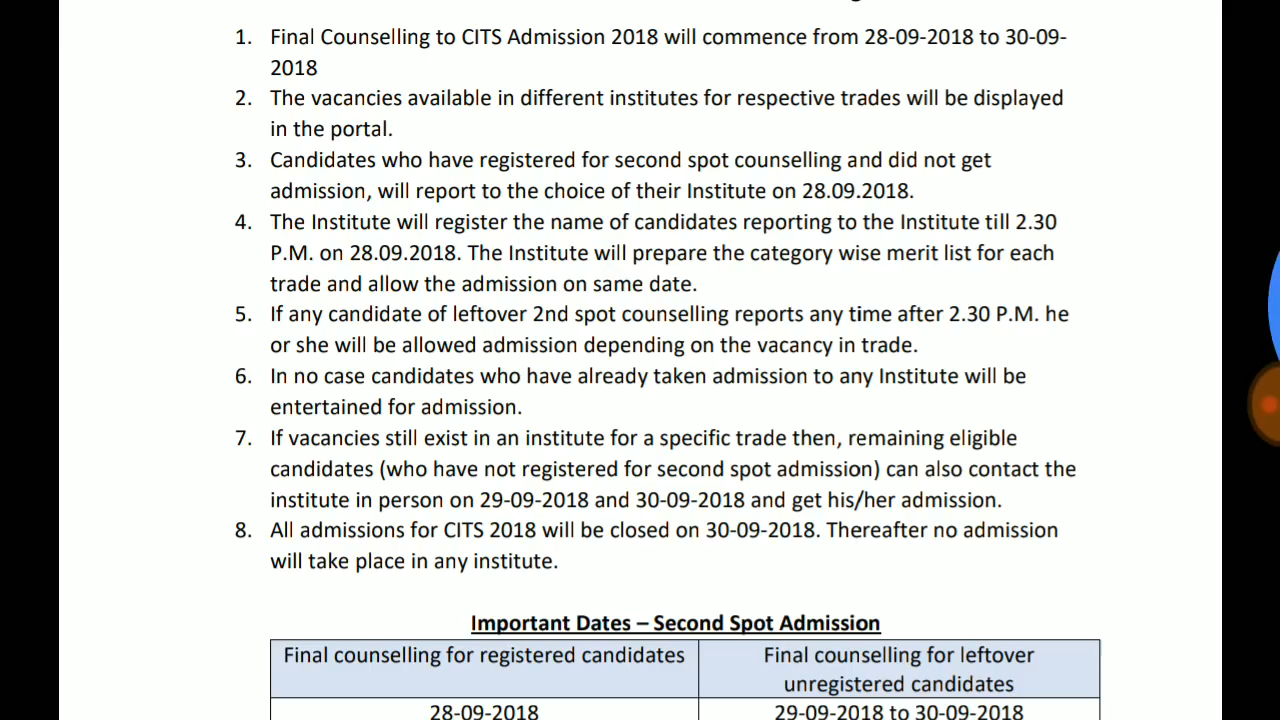 1. Final Counselling to CITS Admission 2018 will commence from 28-09-2018 to 30-09-
2018
2. The vacancies available in different institutes for respective trades will be displayed
in the portal.
3. Candidates who have registered for second spot counselling and did not get
admission, will report to the choice of their Institute on 28.09.2018.
4. The Institute will register the name of candidates reporting to the Institute till 2.30
P.M. on 28.09.2018. The Institute will prepare the category wise merit list for each
trade and allow the admission on same date.
5. If any candidate of leftover 2nd spot counselling reports any time after 2.30 P.M. he
or she will be allowed admission depending on the vacancy in trade.
6. In no case candidates who have already taken admission to any Institute will be
entertained for admission.
7. If vacancies still exist in an institute for a specific trade then, remaining eligible
candidates (who have not registered for second spot admission) can also contact the
institute in person on 29-09-2018 and 30-09-2018 and get his/her admission.
8. All admissions for CITS 2018 will be closed on 30-09-2018. Thereafter no admission
will take place in any institute.
Important Dates – Second Spot Admission
Final counselling for registered candidates
Final counselling for leftover
unregistered candidates
28-09-2018
29-09-2018 to 30-09-2018